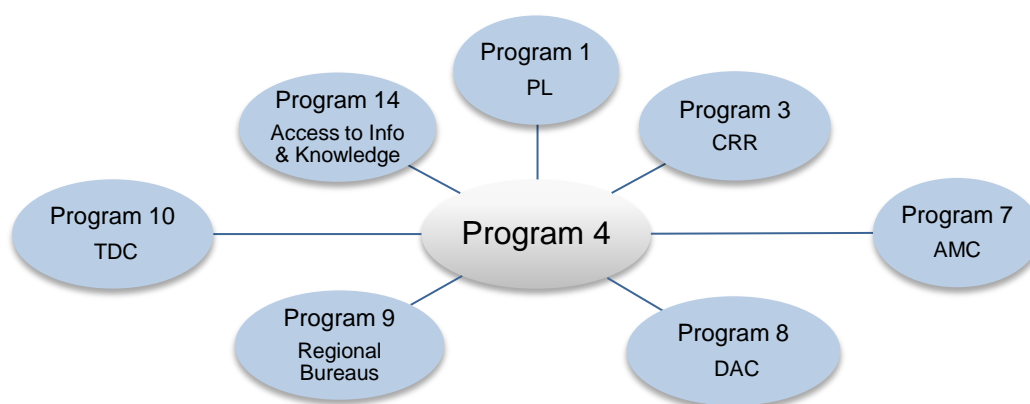 Program 1
PL
Program 14
Access to Info
& Knowledge
Program 3
CRR
Program 10
TDC
Program 4
Program 7
AMC
Program 9
Regional
Bureaus
Program 8
DAC